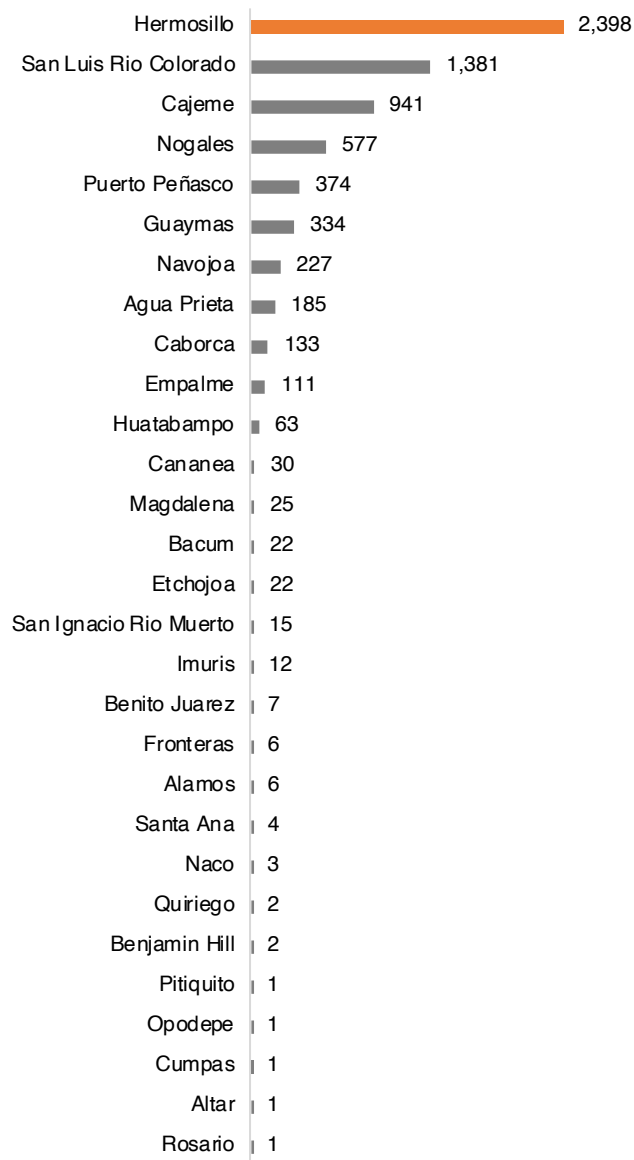 Hermosillo 2,398
San Luis Rio Colorado 1,381
Cajeme 941
Nogales 577
Puerto Peñasco 374
Guaymas 334
Navojoa 227
Agua Prieta 185
Caborca 133
Empalme 111
Huatabampo 63
Cananea 30
Magdalena 25
Bacum 22
Etchojoa 22
San Ignacio Rio Muerto 15
Imuris 12
Benito Juarez 7
Fronteras 6
Alamos 6
Santa Ana 4
Naco 3
Quiriego 2
Benjamin Hill 2
Pitiquito 1
Opodepe 1
Cumpas 1
Altar 1
Rosario 1